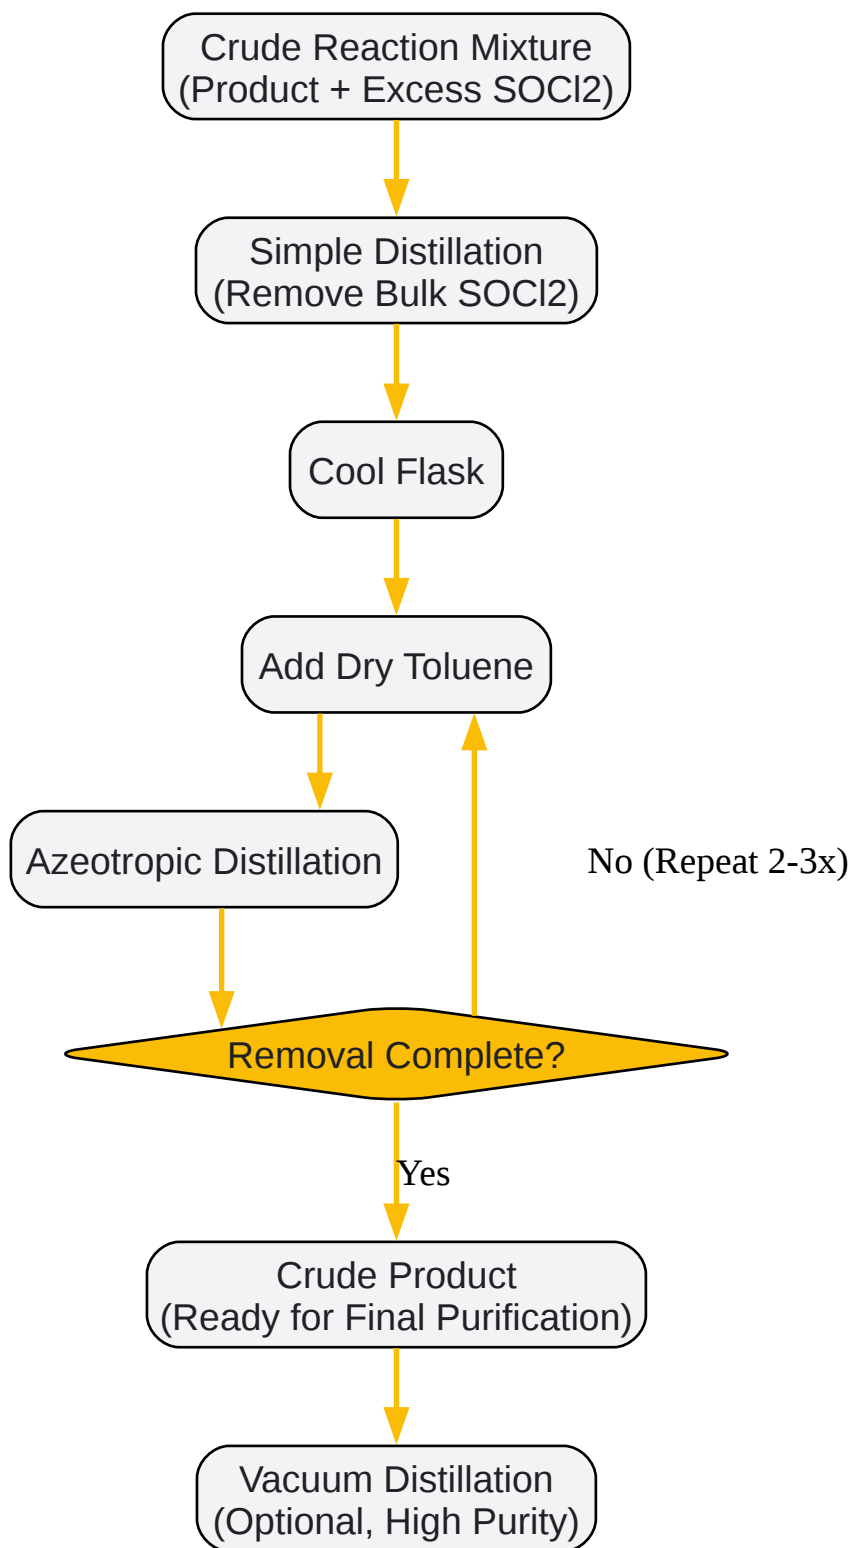 Crude Reaction Mixture
(Product + Excess SOCl2)
Simple Distillation
(Remove Bulk SOCl2)
Cool Flask
Add Dry Toluene
Azeotropic Distillation
No (Repeat 2-3x)
Removal Complete?
Yes
Crude Product
(Ready for Final Purification)
Vacuum Distillation
(Optional, High Purity)